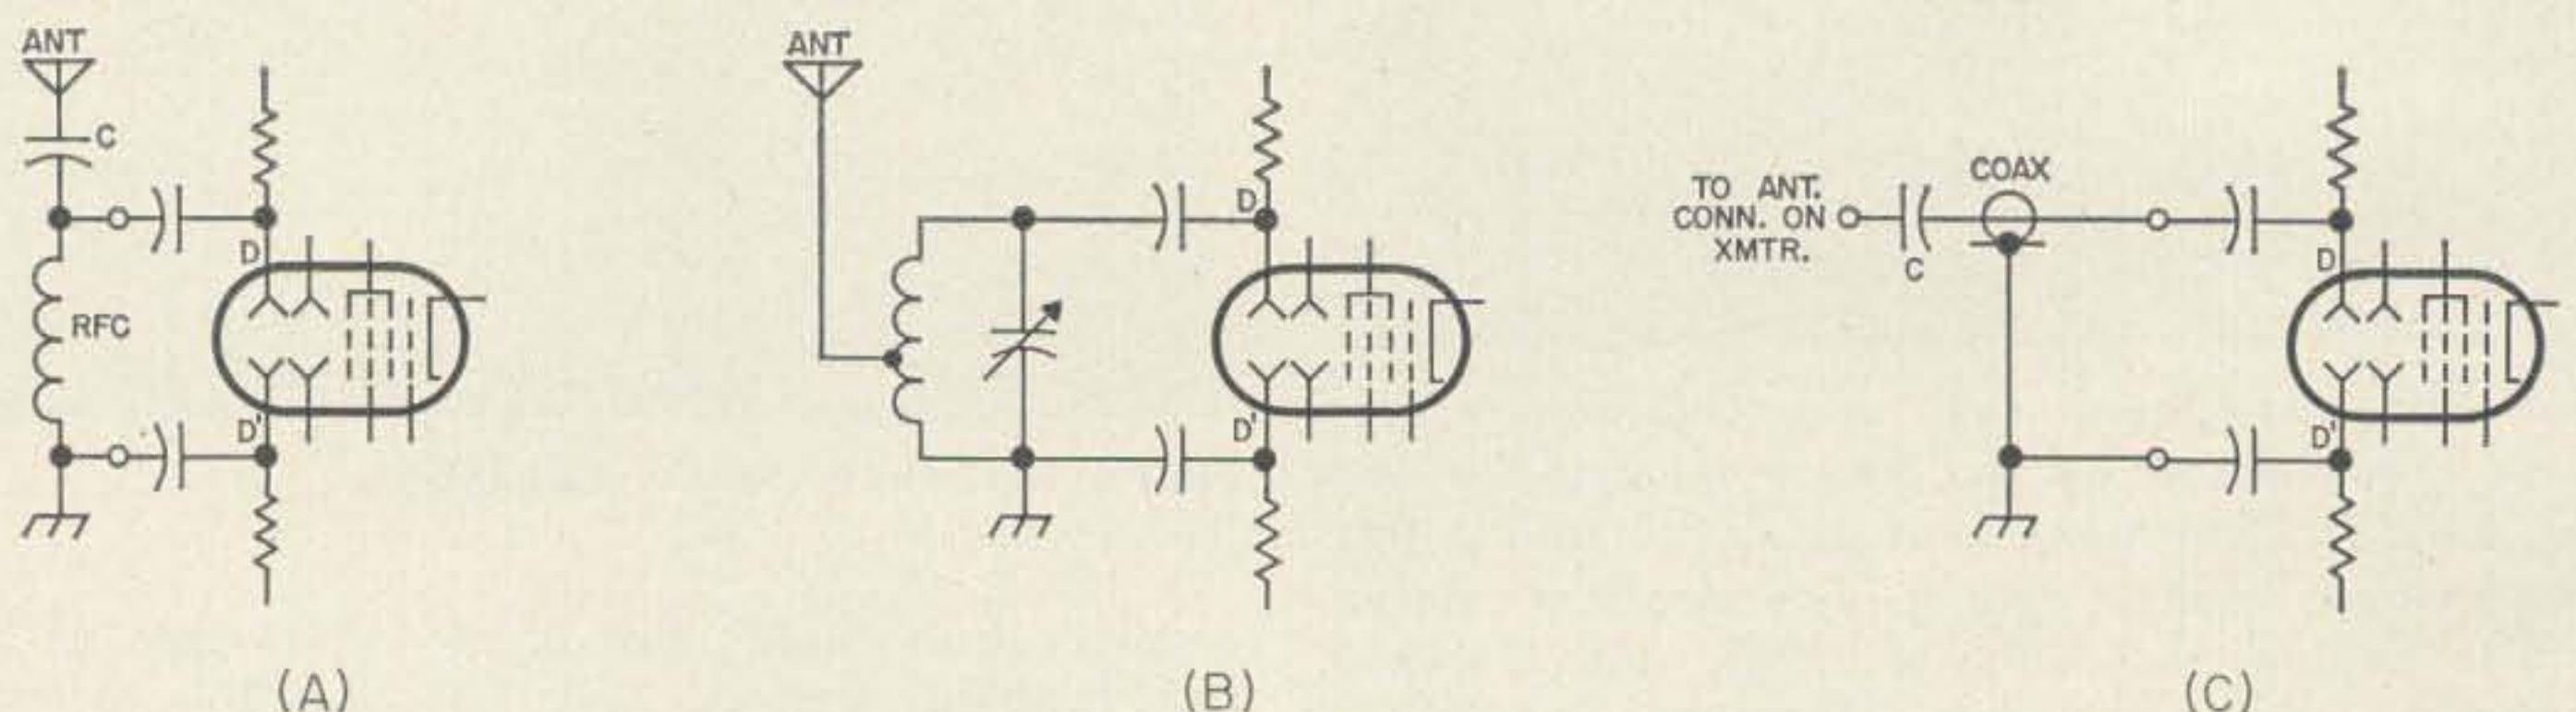 ANT
C
D
RFC
D'
(A)
ANT
D
D'
(B)
TO ANT.
CONN. ON
XMTR.
C
COAX
D
D'
(C)